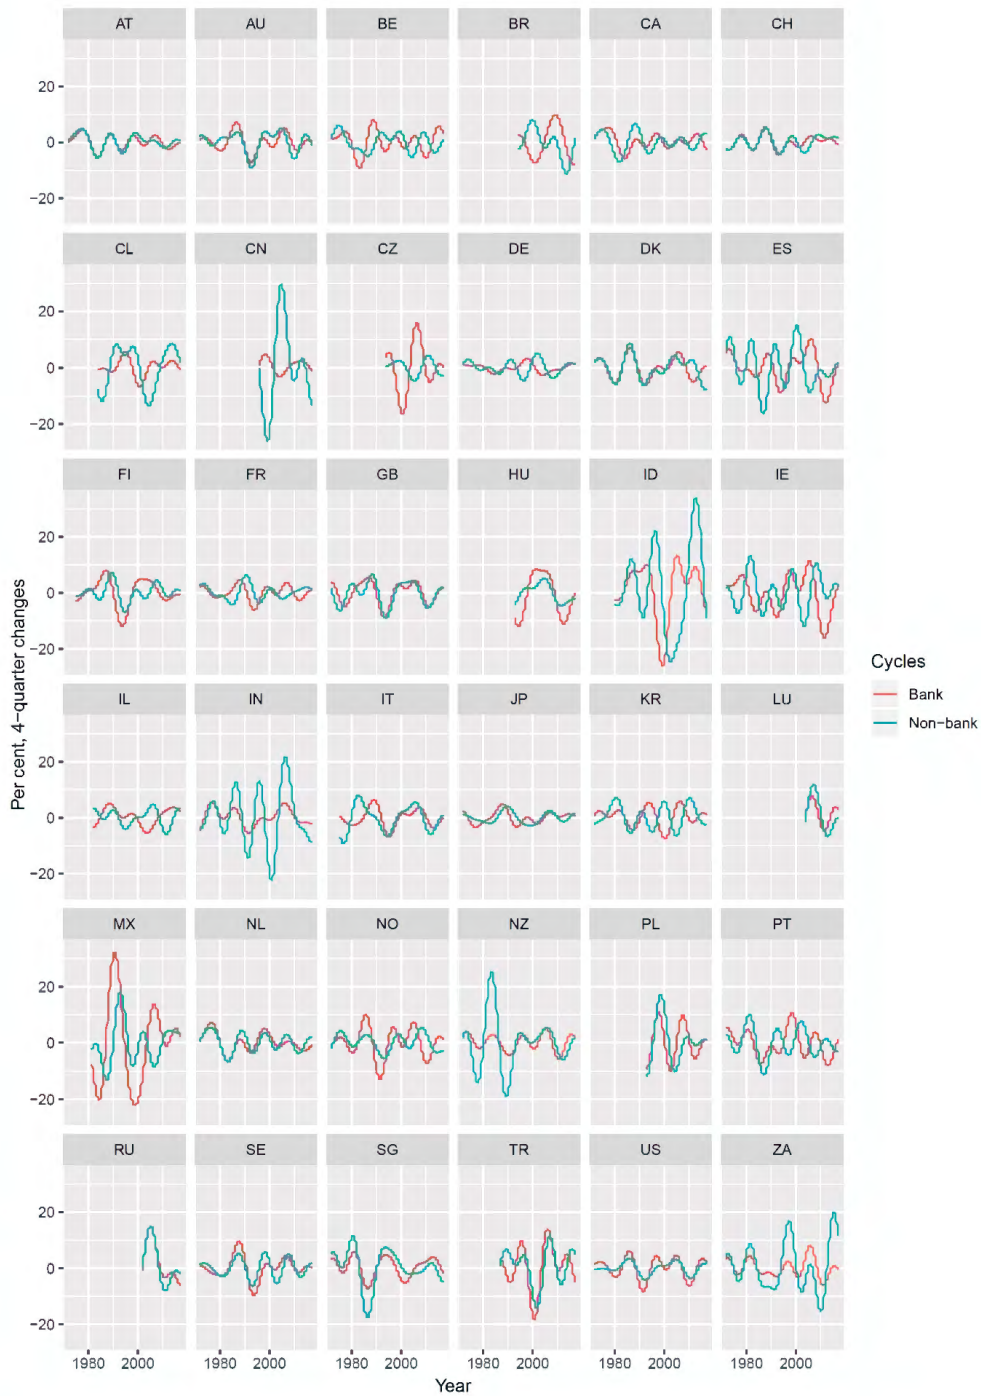 AT AU BE BR CA CH
20
0
−20
CL CN CZ DE DK ES
20
0
−20
FI FR GB HU ID IE
20
0
−20
IL IN IT JP KR LU
20
0
−20
MX NL NO NZ PL PT
20
0
−20
RU SE SG TR US ZA
20
0
−20
1980 2000 1980 2000 1980 2000 1980 2000 1980 2000 1980 2000
Year
Per cent, 4−quarter changes
Cycles
Bank
Non−bank